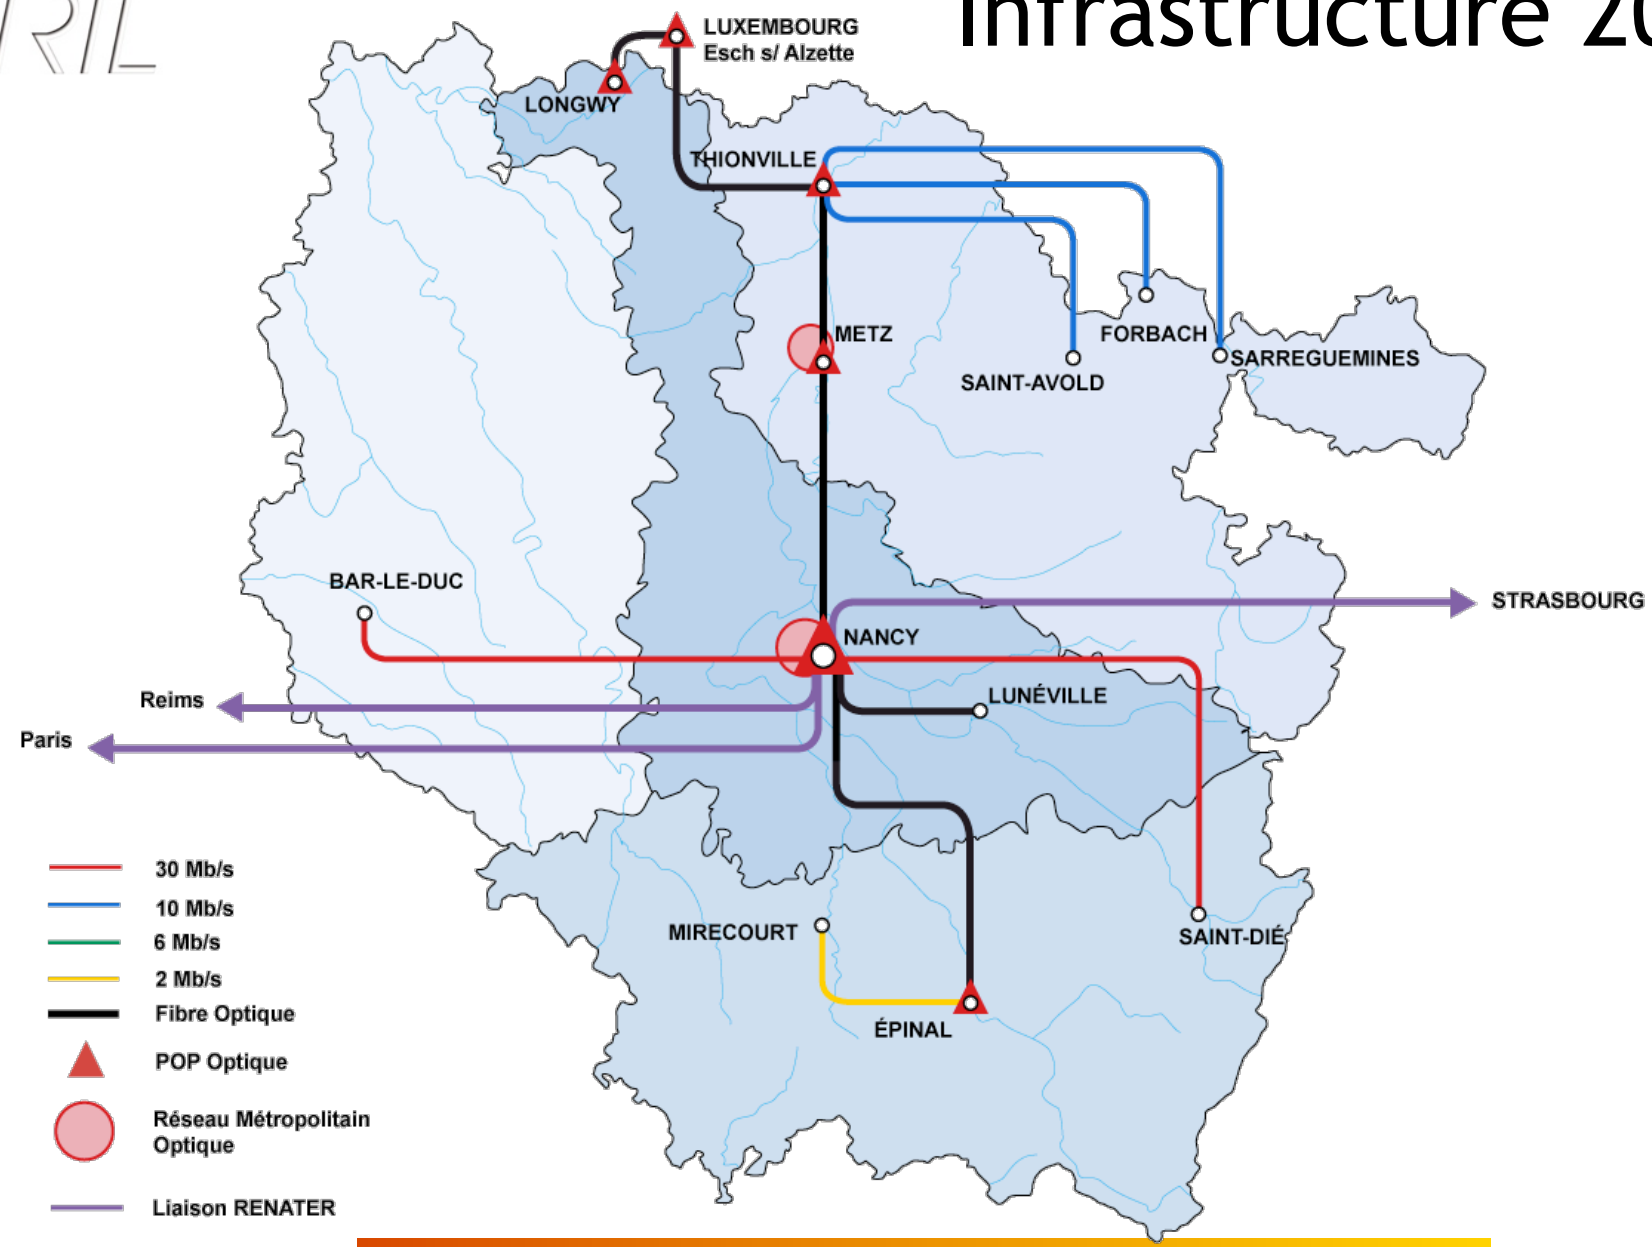 Infrastructure
LUXEMBOURG
Esch s/ Alzette
LONGWY
THIONVILLE
METZ
FORBACH
SARREGUEMINES
SAINT-AVOLD
BAR-LE-DUC
STRASBOURG
NANCY
LUNÉVILLE
Reims
Paris
30 Mb/s
10 Mb/s
6 Mb/s
2 Mb/s
Fibre Optique
POP Optique
Réseau Métropolitain
Optique
Liaison RENATER
MIRECOURT
SAINT-DIÉ
ÉPINAL